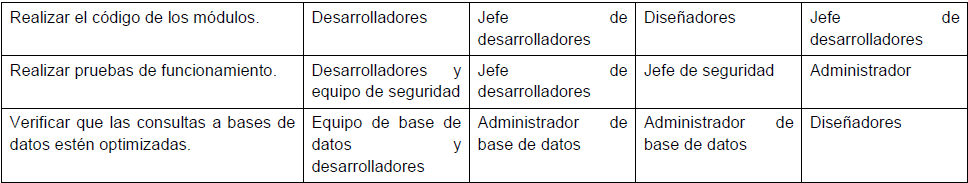 Realizar el código de los módulos.
Desarrolladores
Jefe de
desarrolladores
Diseñadores
Jefe de
desarrolladores
Realizar pruebas de funcionamiento.
Desarrolladores y
equipo de seguridad
Jefe de
desarrolladores
Jefe de seguridad
Administrador
Verificar que las consultas a bases de
datos estén optimizadas.
Equipo de base de
datos y
desarrolladores
Administrador de
base de datos
Administrador de
base de datos
Diseñadores